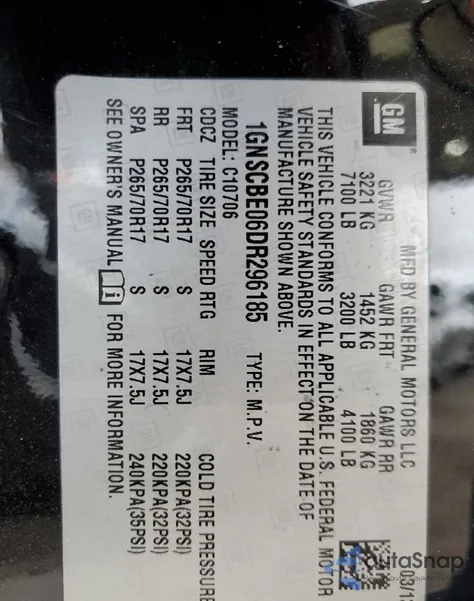 GM®
MFD BY GENERAL MOTORS LLC 03/13
GVWR GAWR FRT GAWR RR
3221 KG 1452 KG 1860 KG
7100 LB 3200 LB 4100 LB
THIS VEHICLE CONFORMS TO ALL APPLICABLE U.S. FEDERAL MOTOR
VEHICLE SAFETY STANDARDS IN EFFECT ON THE DATE OF
MANUFACTURE SHOWN ABOVE.
1GNSCBE06DR296185 TYPE: M.P.V.
MODEL: C10706
CDCZ TIRE SIZE SPEED RTG RIM COLD TIRE PRESSURE
FRT P265/70R17 S 17X7.5J 220KPA(32PSI)
RR P265/70R17 S 17X7.5J 220KPA(32PSI)
SPA P265/70R17 S 17X7.5J 240KPA(35PSI)
SEE OWNER'S MANUAL FOR MORE INFORMATION.
AutoSnap